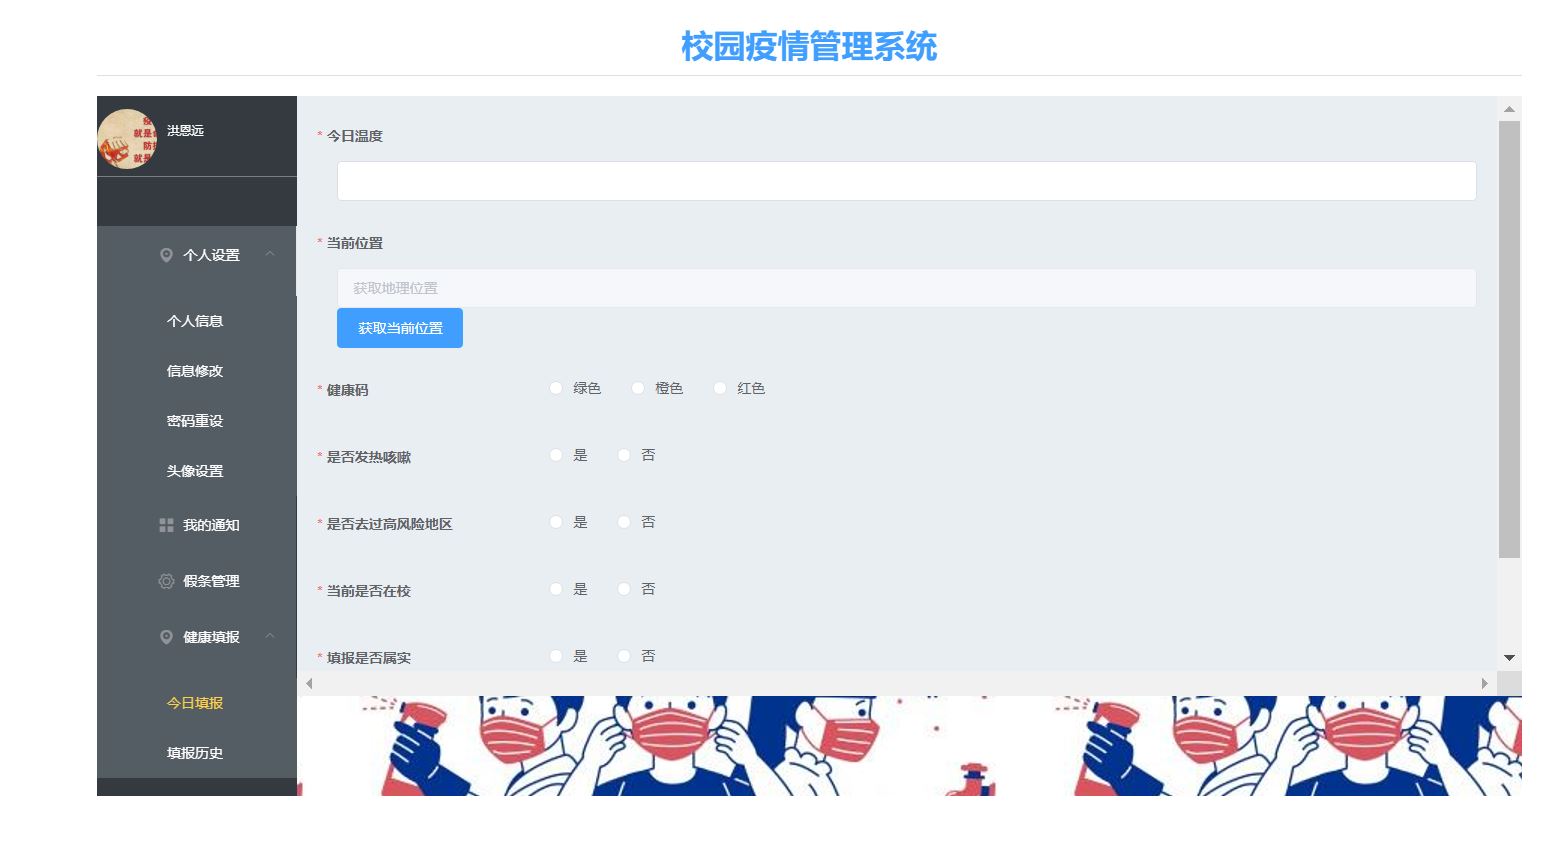 校园疫情管理系统
洪恩远
个人设置
个人信息
信息修改
密码重设
头像设置
我的通知
假条管理
健康填报
今日填报
填报历史
* 今日温度
* 当前位置
获取地理位置
获取当前位置
* 健康码 绿色 橙色 红色
* 是否发热咳嗽 是 否
* 是否去过高风险地区 是 否
* 当前是否在校 是 否
* 填报是否属实 是 否